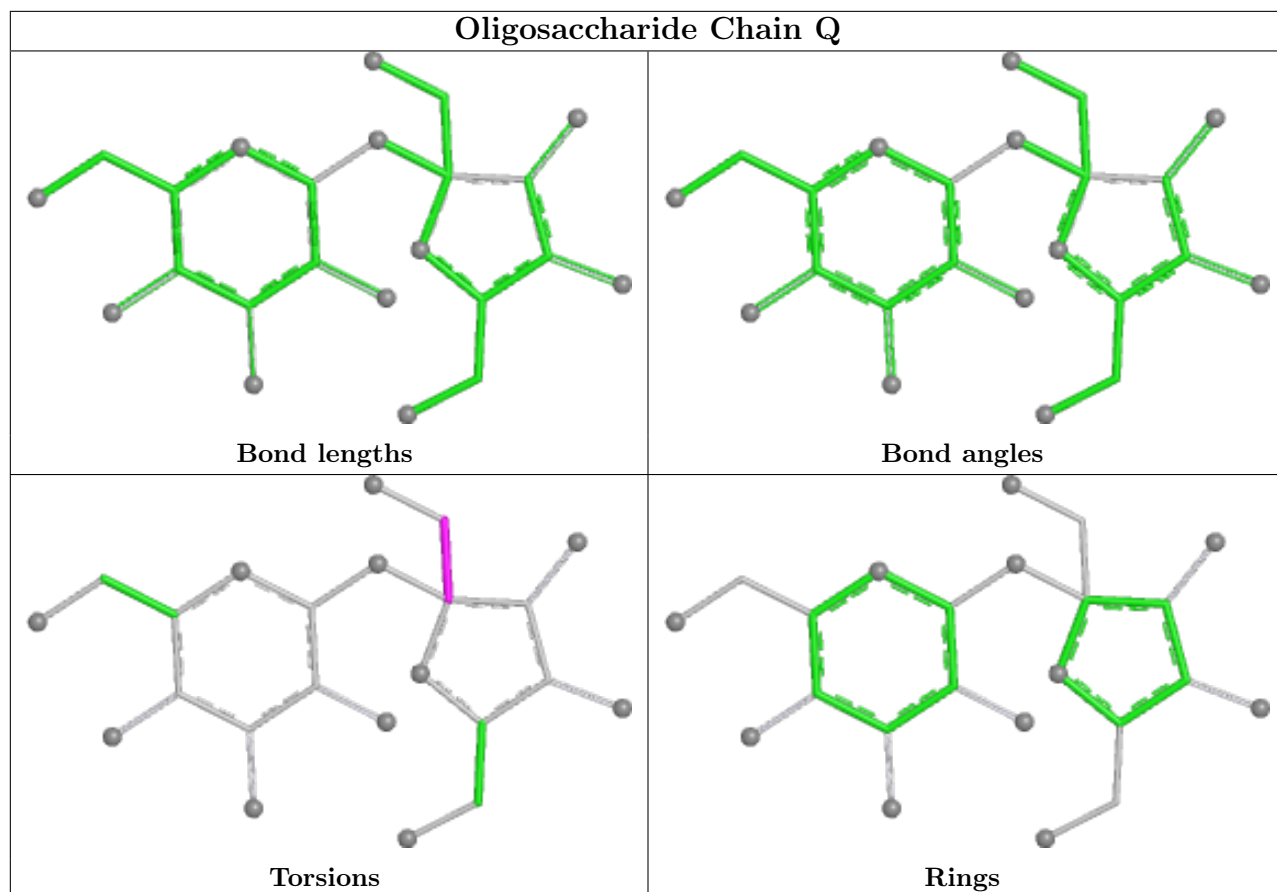 Oligosaccharide Chain Q
Bond lengths
Bond angles
Torsions
Rings